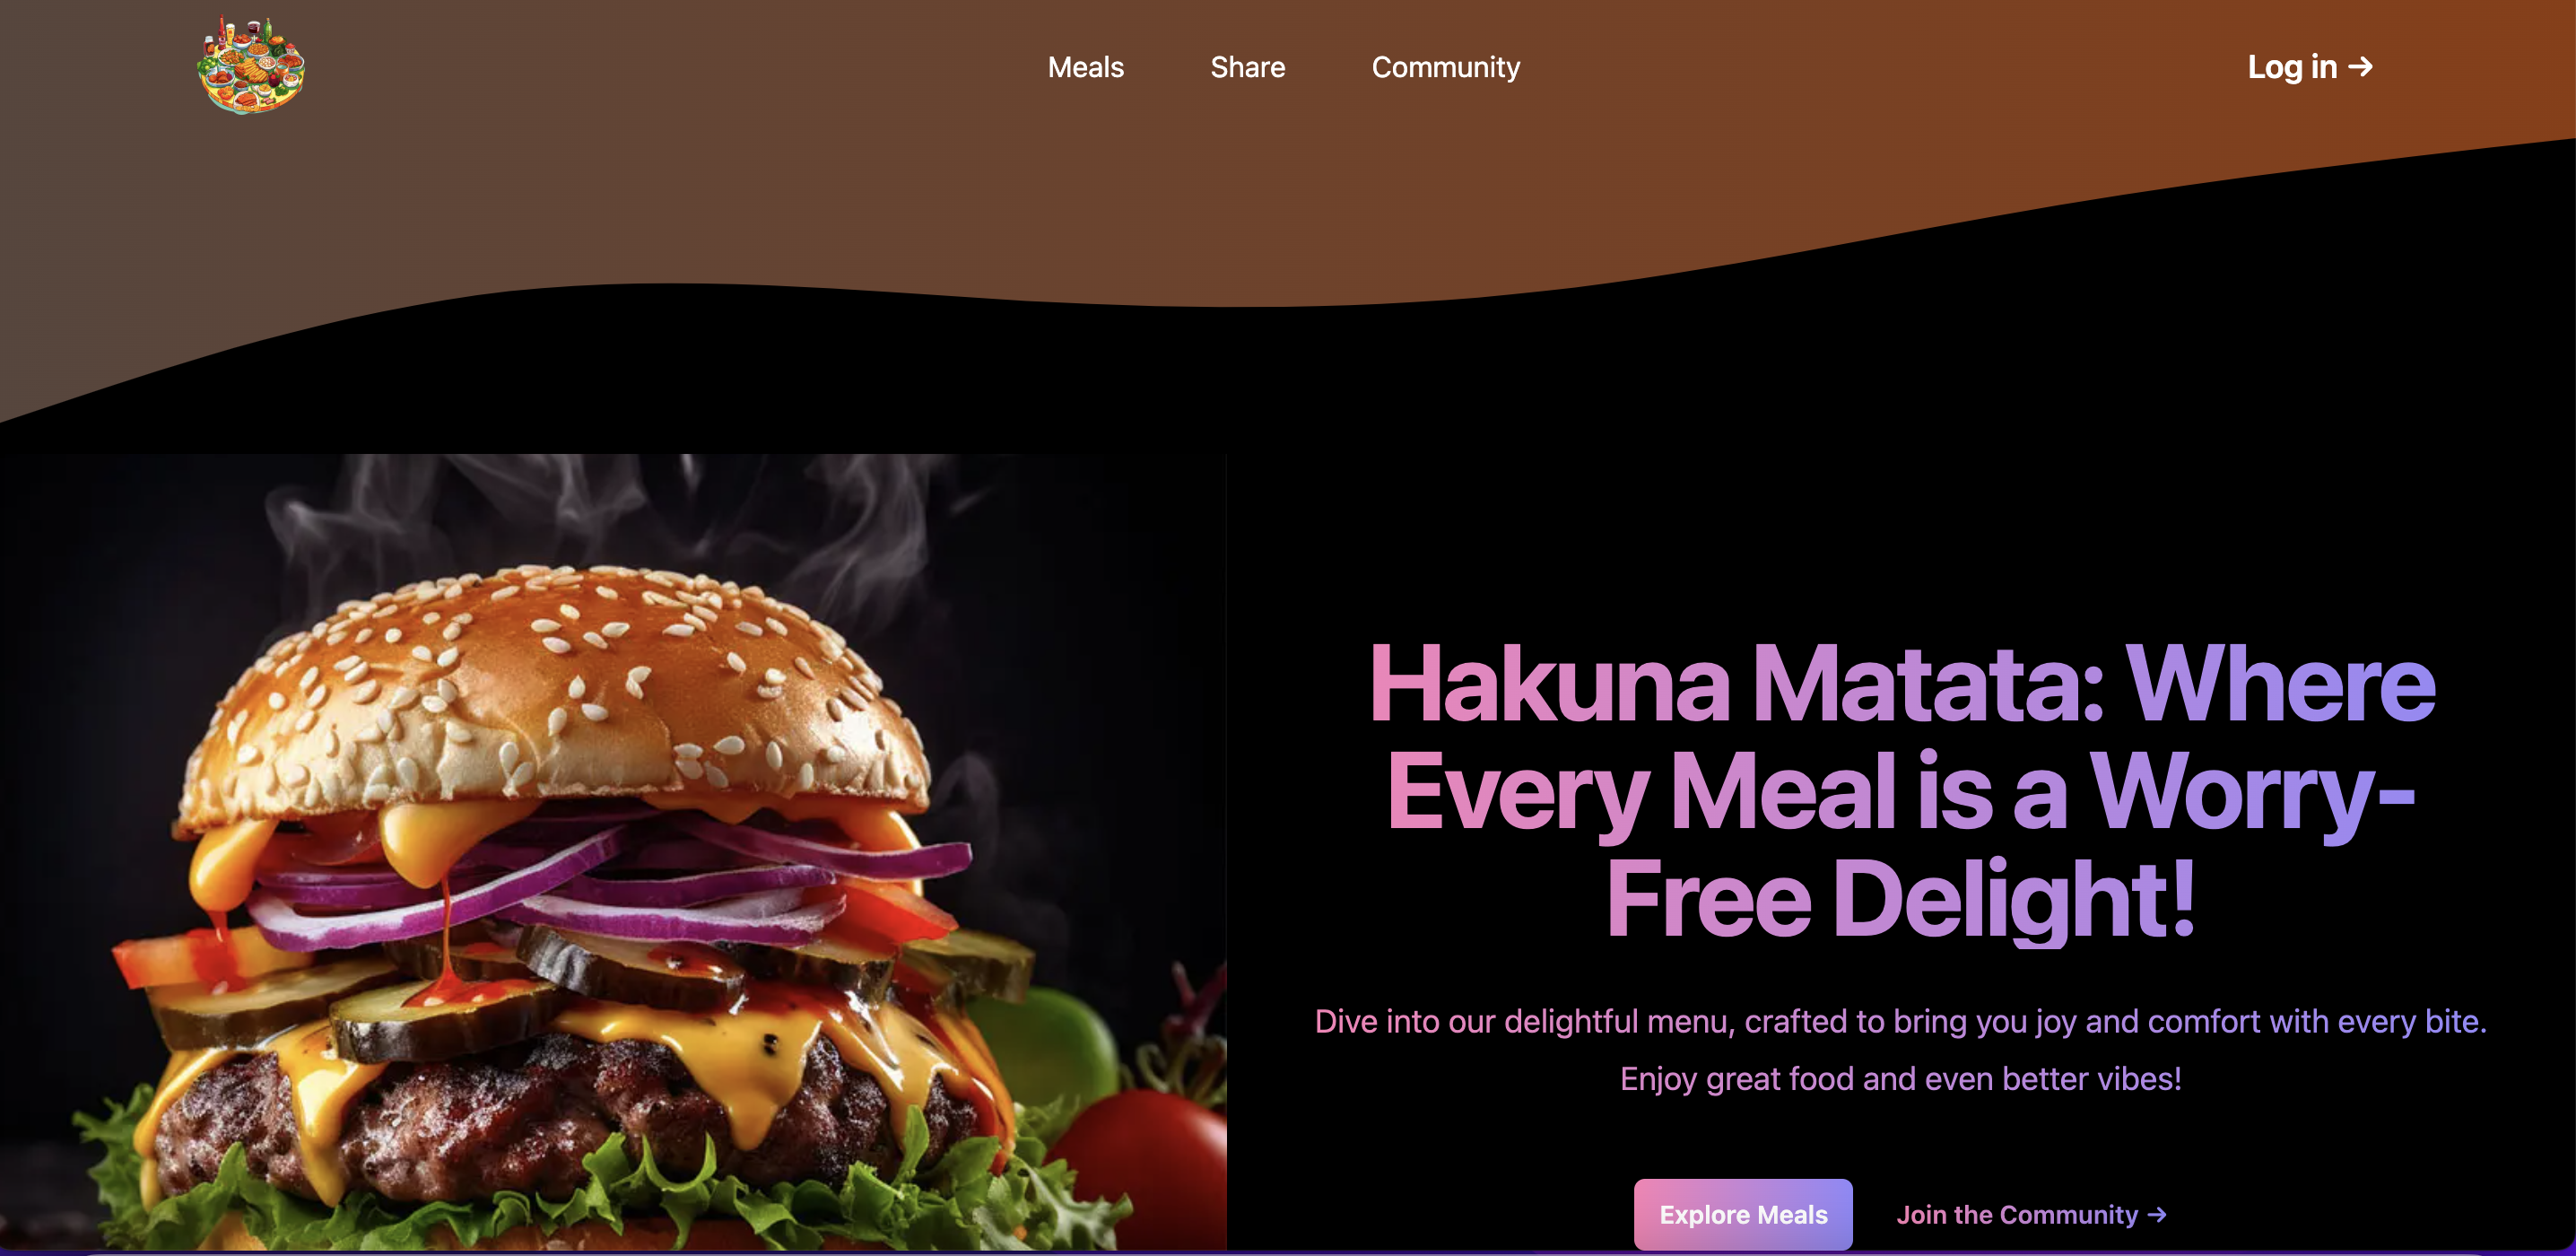 Meals
Share
Community
Log in →
Hakuna Matata: Where
Every Meal is a Worry-
Free Delight!
Dive into our delightful menu, crafted to bring you joy and comfort with every bite.
Enjoy great food and even better vibes!
Explore Meals
Join the Community →